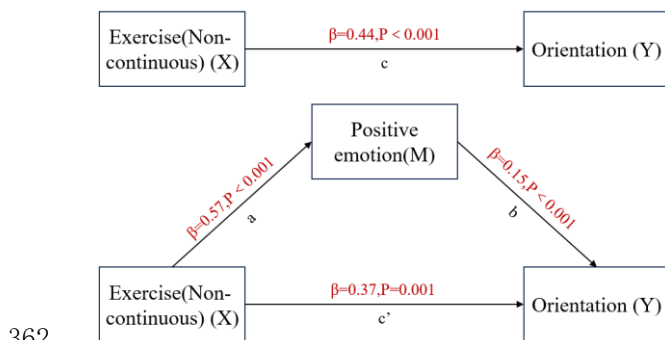 Exercise(Non-
continuous) (X)
β=0.44,P < 0.001
c
Orientation (Y)
Positive
emotion(M)
β=0.57,P < 0.001
a
β=0.15,P < 0.001
b
Exercise(Non-
continuous) (X)
β=0.37,P=0.001
c’
Orientation (Y)
362